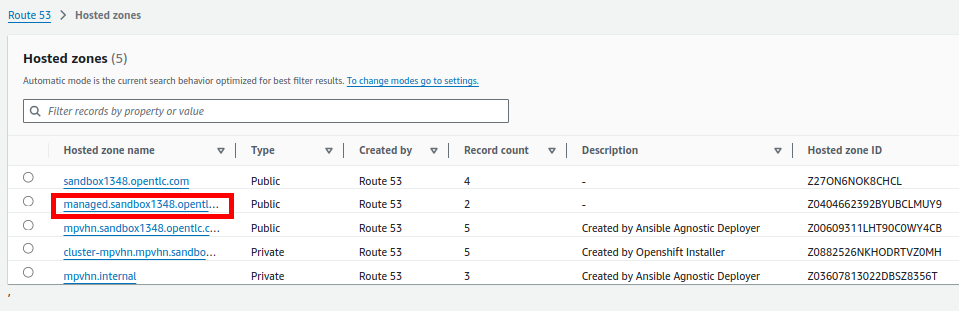 Route 53 > Hosted zones
Hosted zones (5)
Automatic mode is the current search behavior optimized for best filter results. To change modes go to settings.
Filter records by property or value
Hosted zone name Type Created by Record count Description Hosted zone ID
sandbox1348.opentlc.com Public Route 53 4 - Z27ON6NOK8CHCL
managed.sandbox1348.opentl... Public Route 53 2 - Z0404662392BYUBCLMUY9
mpvhn.sandbox1348.opentlc.c... Public Route 53 5 Created by Ansible Agnostic Deployer Z00609311LHT90C0WY4CB
cluster-mpvhn.mpvhn.sandbo... Private Route 53 5 Created by Openshift Installer Z0882526NKHODRTVZ0MH
mpvhn.internal Private Route 53 3 Created by Ansible Agnostic Deployer Z03607813022DBSZ8356T
,